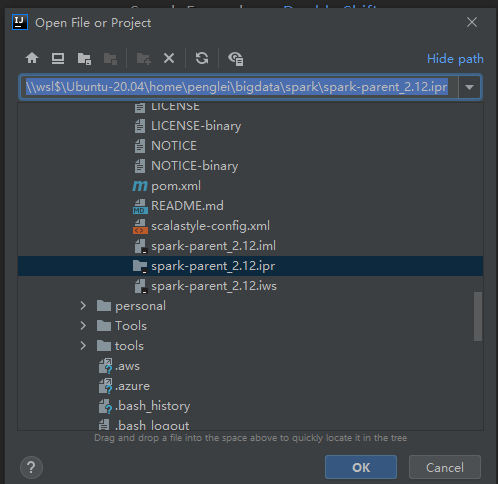 Open File or Project
Hide path
\\wsl$\Ubuntu-20.04\home\penglei\bigdata\spark\spark-parent_2.12.ipr
LICENSE
LICENSE-binary
NOTICE
NOTICE-binary
pom.xml
README.md
scalastyle-config.xml
spark-parent_2.12.iml
spark-parent_2.12.ipr
spark-parent_2.12.iws
personal
Tools
tools
.aws
.azure
.bash_history
.bash_logout
Drag and drop a file into the space above to quickly locate it in the tree
OK
Cancel